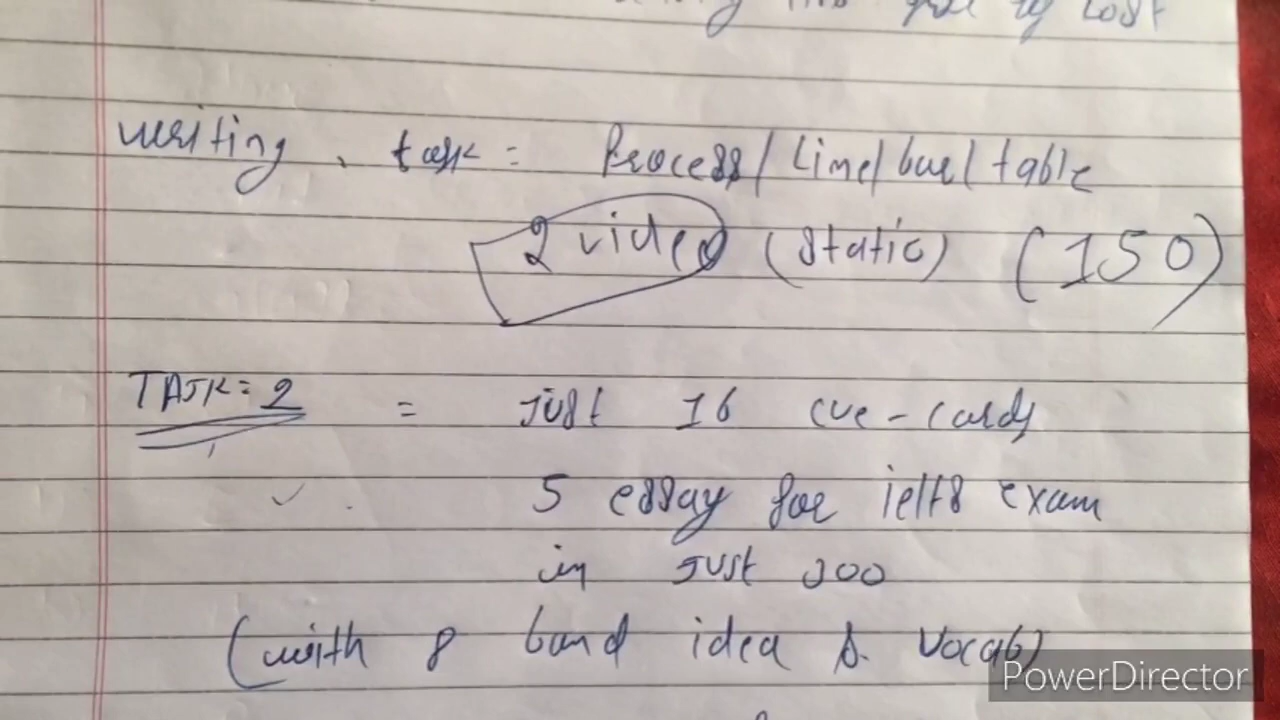 cost
writing, task = Process/Line/bar/table
2 video (static) (150)
TASK = 2 = Just 16 cue-cards
5 essay for ielts exam
in Just 200
(with 8 band idea & vocab)
PowerDirector